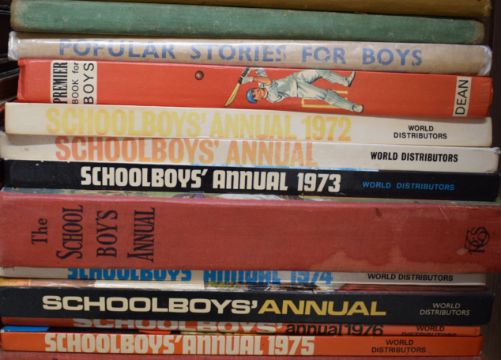 POPULAR STORIES FOR BOYS
PREMIER
BOOK for
BOYS
DEAN
SCHOOLBOYS' ANNUAL 1972
WORLD
DISTRIBUTORS
SCHOOLBOYS' ANNUAL
WORLD DISTRIBUTORS
SCHOOLBOYS' ANNUAL 1973
WORLD DISTRIBUTORS
The
SCHOOL
BOY'S
ANNUAL
SCHOOLBOYS' ANNUAL 1974
WORLD DISTRIBUTORS
SCHOOLBOYS' ANNUAL
WORLD
DISTRIBUTORS
SCHOOLBOYS' annual 1976
WORLD
DISTRIBUTORS
SCHOOLBOYS' ANNUAL 1975
WORLD DISTRIBUTORS